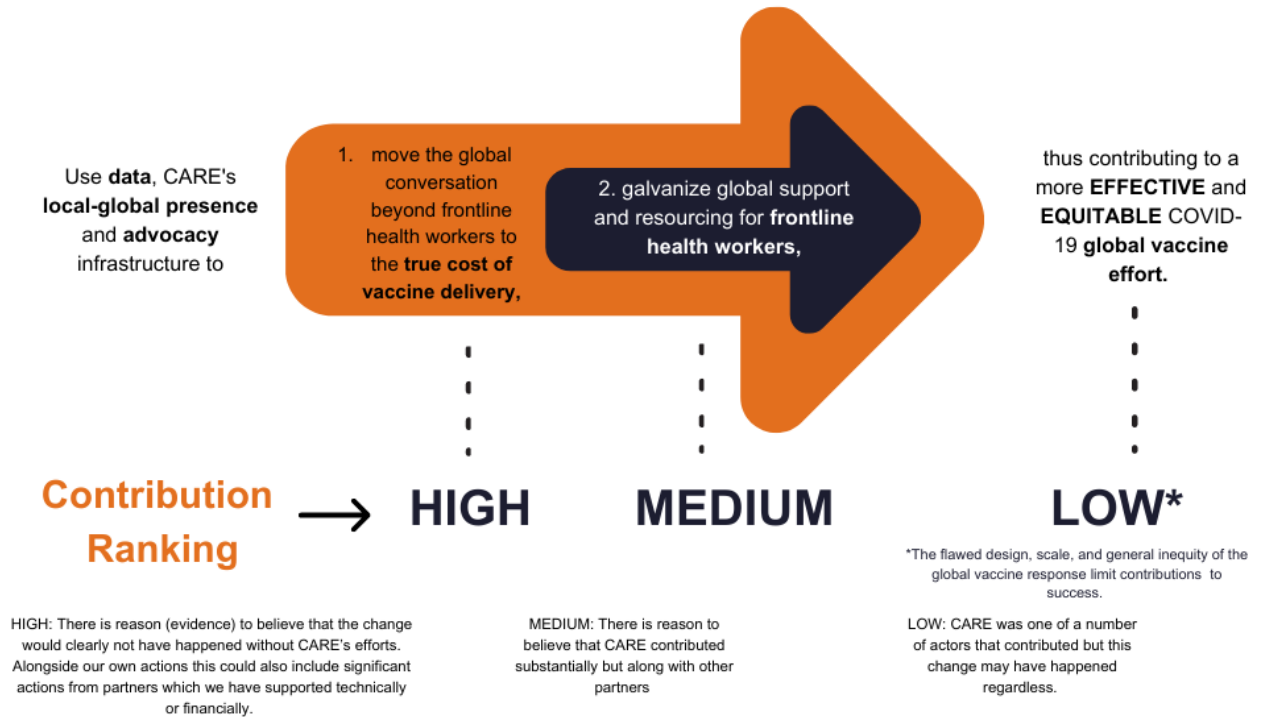 Use data, CARE's
local-global presence
and advocacy
infrastructure to
1. move the global
conversation
beyond frontline
health workers to
the true cost of
vaccine delivery,
2. galvanize global support
and resourcing for frontline
health workers,
thus contributing to a
more EFFECTIVE and
EQUITABLE COVID-
19 global vaccine
effort.
Contribution
Ranking
HIGH
MEDIUM
LOW*
*The flawed design, scale, and general inequity of the
global vaccine response limit contributions to
success.
HIGH: There is reason (evidence) to believe that the change
would clearly not have happened without CARE's efforts.
Alongside our own actions this could also include significant
actions from partners which we have supported technically
or financially.
MEDIUM: There is reason to
believe that CARE contributed
substantially but along with other
partners
LOW: CARE was one of a number
of actors that contributed but this
change may have happened
regardless.